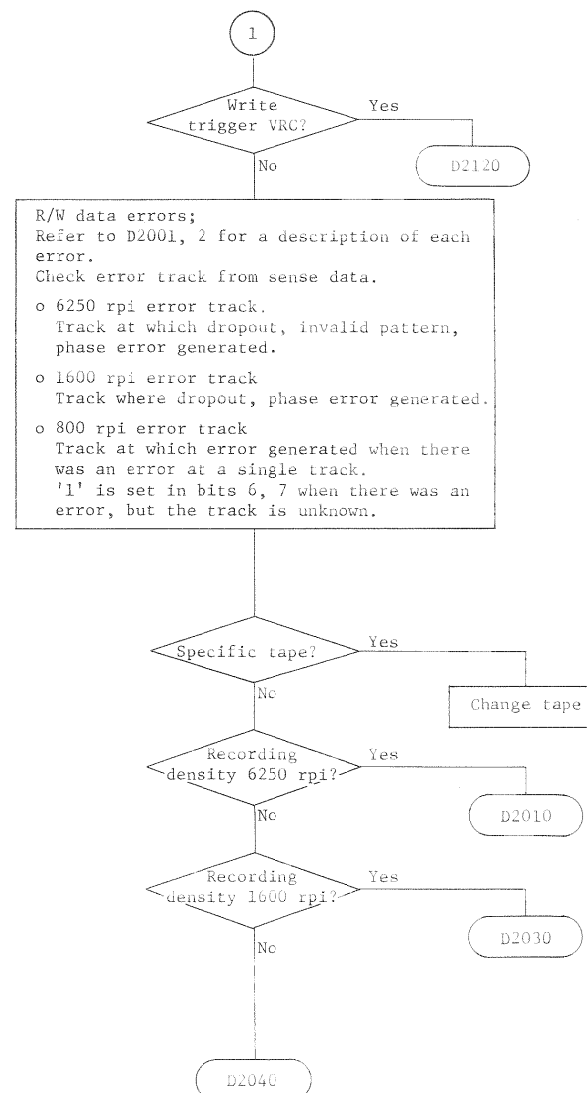 1
Write
trigger VRC?
Yes
D2120
No
R/W data errors;
Refer to D2001, 2 for a description of each
error.
Check error track from sense data.
o 6250 rpi error track.
Track at which dropout, invalid pattern,
phase error generated.
o 1600 rpi error track
Track where dropout, phase error generated.
o 800 rpi error track
Track at which error generated when there
was an error at a single track.
'1' is set in bits 6, 7 when there was an
error, but the track is unknown.
Specific tape?
Yes
Change tape
No
Recording
density 6250 rpi?
Yes
D2010
No
Recording
density 1600 rpi?
Yes
D2030
No
D2040